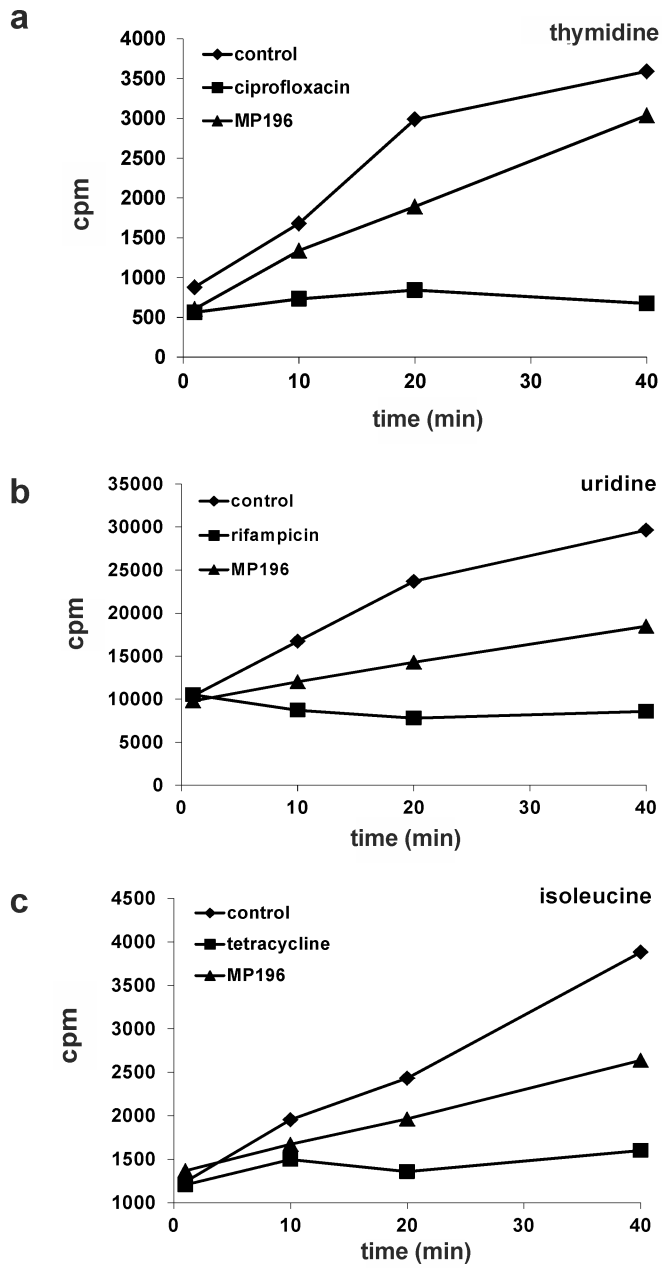 a
thymidine
4000
control
3500
ciprofloxacin
3000
MP196
2500
2000
1500
1000
500
0
cpm
0 10 20 30 40
time (min)
b
uridine
35000
control
30000
rifampicin
25000
MP196
20000
15000
10000
5000
0
cpm
0 10 20 30 40
time (min)
c
isoleucine
4500
control
4000
tetracycline
3500
MP196
3000
2500
2000
1500
1000
cpm
0 10 20 30 40
time (min)